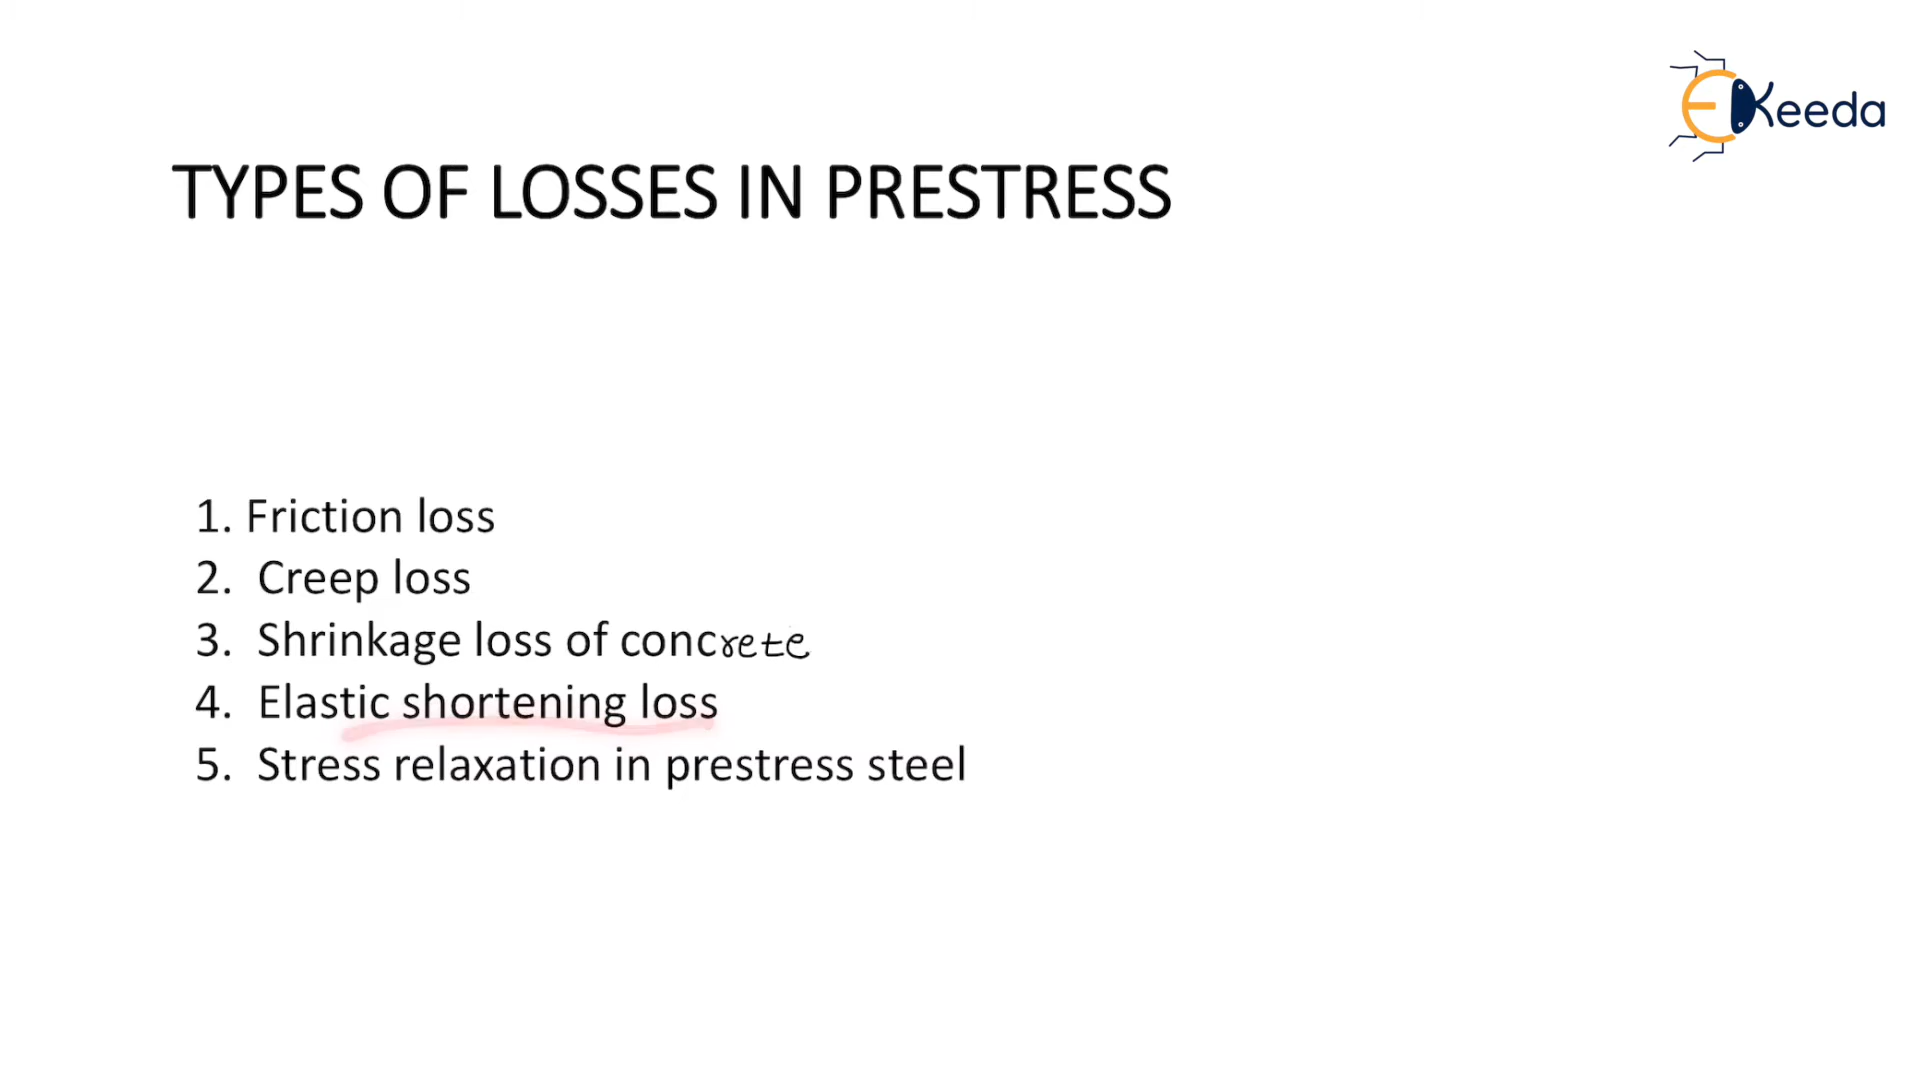 EKeeda
TYPES OF LOSSES IN PRESTRESS
1. Friction loss
2. Creep loss
3. Shrinkage loss of concrete
4. Elastic shortening loss
5. Stress relaxation in prestress steel